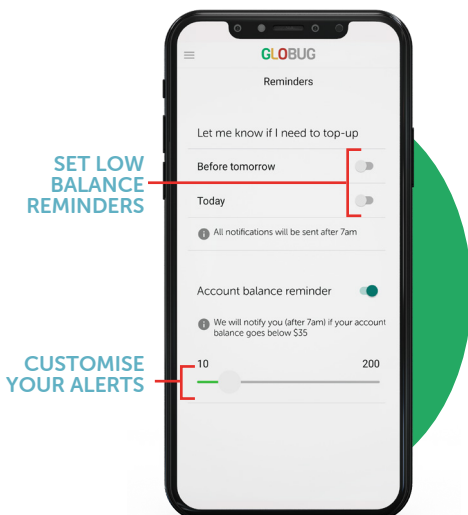 GLOBUG
Reminders
Let me know if I need to top-up
SET LOW
BALANCE
REMINDERS
Before tomorrow
Today
All notifications will be sent after 7am
Account balance reminder
We will notify you (after 7am) if your account
balance goes below $35
CUSTOMISE
YOUR ALERTS
10
200